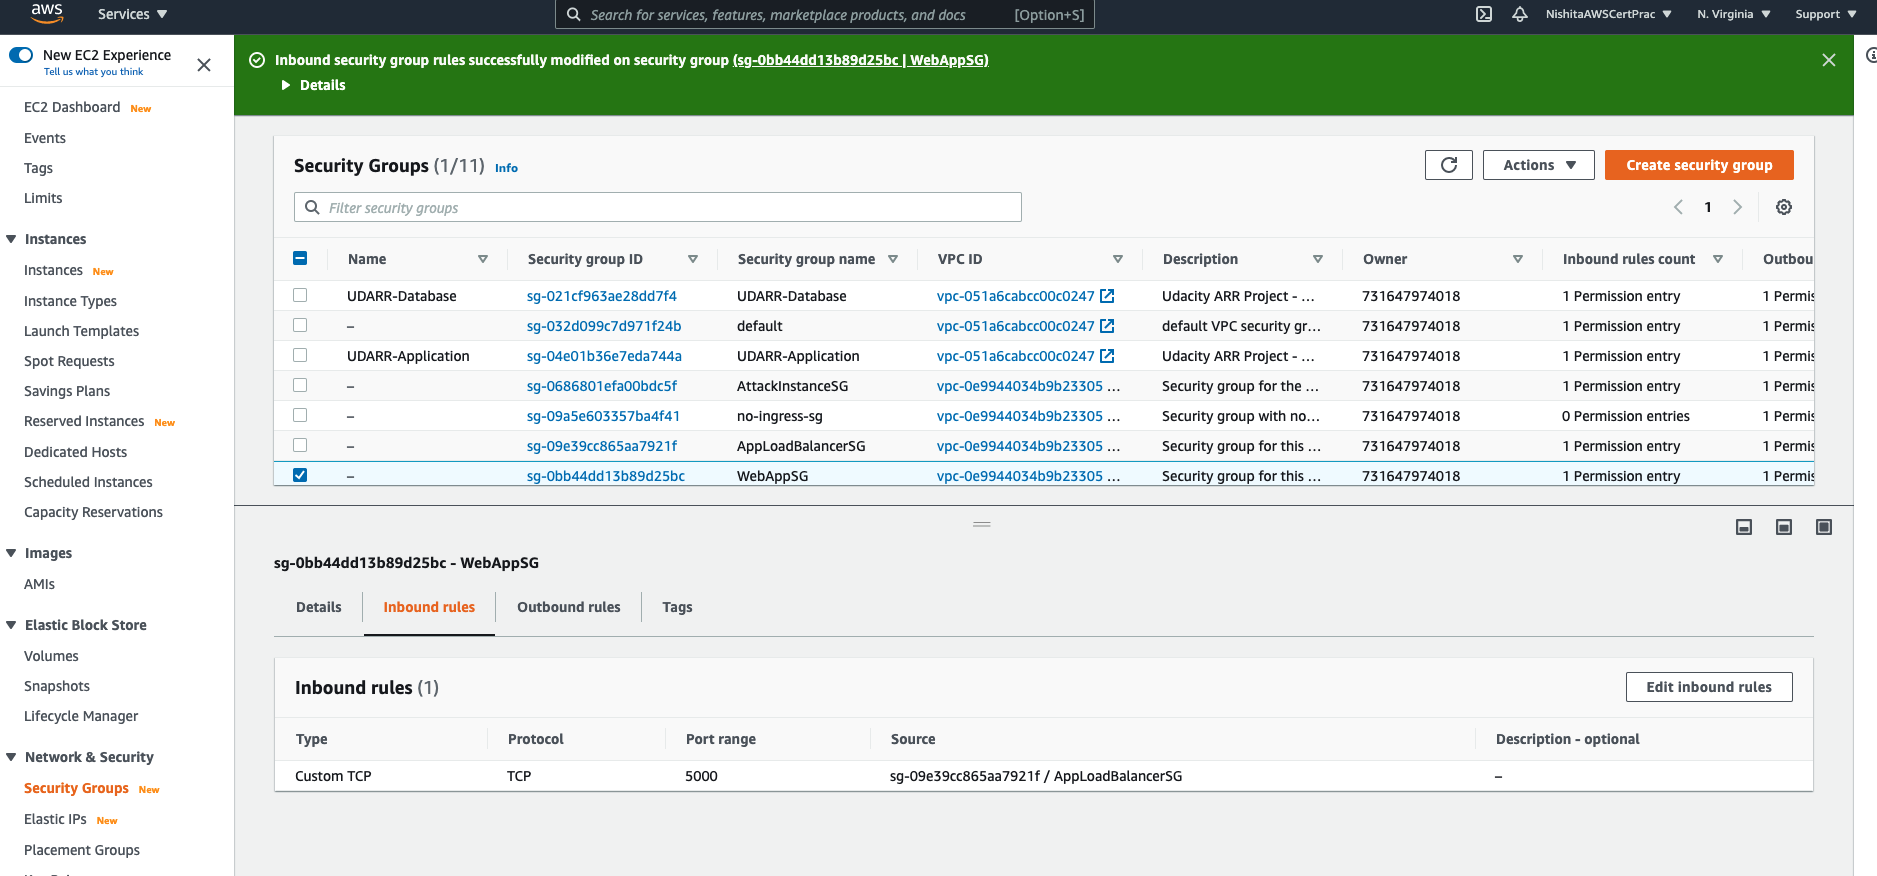 aws
Services
Search for services, features, marketplace products, and docs
[Option+S]
NishitaAWSCertPrac
N. Virginia
Support
New EC2 Experience
Tell us what you think
EC2 Dashboard New
Events
Tags
Limits
Instances
Instances New
Instance Types
Launch Templates
Spot Requests
Savings Plans
Reserved Instances New
Dedicated Hosts
Scheduled Instances
Capacity Reservations
Images
AMIs
Elastic Block Store
Volumes
Snapshots
Lifecycle Manager
Network & Security
Security Groups New
Elastic IPs New
Placement Groups
Inbound security group rules successfully modified on security group (sg-0bb44dd13b89d25bc | WebAppSG)
Details
Security Groups (1/11) Info
Actions
Create security group
Filter security groups
1
Name Security group ID Security group name VPC ID Description Owner Inbound rules count Outbou
UDARR-Database sg-021cf963ae28dd7f4 UDARR-Database vpc-051a6cabcc00c0247 Udacity ARR Project - ... 731647974018 1 Permission entry 1 Permis
– sg-032d099c7d971f24b default vpc-051a6cabcc00c0247 default VPC security gr... 731647974018 1 Permission entry 1 Permis
UDARR-Application sg-04e01b36e7eda744a UDARR-Application vpc-051a6cabcc00c0247 Udacity ARR Project - ... 731647974018 1 Permission entry 1 Permis
– sg-0686801efa00bdc5f AttackInstanceSG vpc-0e9944034b9b23305 ... Security group for the ... 731647974018 1 Permission entry 1 Permis
– sg-09a5e603357ba4f41 no-ingress-sg vpc-0e9944034b9b23305 ... Security group with no... 731647974018 0 Permission entries 1 Permis
– sg-09e39cc865aa7921f AppLoadBalancerSG vpc-0e9944034b9b23305 ... Security group for this ... 731647974018 1 Permission entry 1 Permis
– sg-0bb44dd13b89d25bc WebAppSG vpc-0e9944034b9b23305 ... Security group for this ... 731647974018 1 Permission entry 1 Permis
sg-0bb44dd13b89d25bc - WebAppSG
Details
Inbound rules
Outbound rules
Tags
Inbound rules (1)
Edit inbound rules
Type Protocol Port range Source Description - optional
Custom TCP TCP 5000 sg-09e39cc865aa7921f / AppLoadBalancerSG –